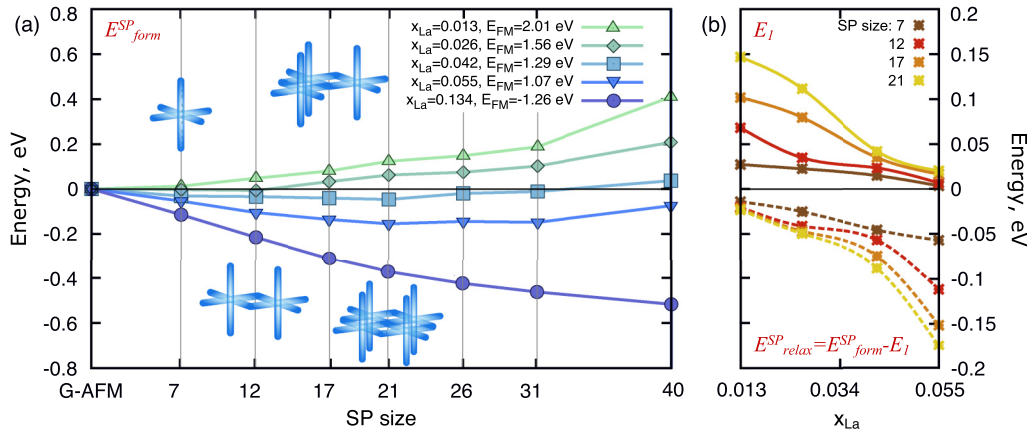 (a)
E^SP_form
x_La=0.013, E_FM=2.01 eV
x_La=0.026, E_FM=1.56 eV
x_La=0.042, E_FM=1.29 eV
x_La=0.055, E_FM=1.07 eV
x_La=0.134, E_FM=-1.26 eV
0.8
0.6
0.4
0.2
0
-0.2
-0.4
-0.6
-0.8
Energy, eV
G-AFM 7 12 17 21 26 31 40
SP size
(b)
E_1
SP size: 7
12
17
21
0.2
0.15
0.1
0.05
0
-0.05
-0.1
-0.15
-0.2
Energy, eV
E^SP_relax=E^SP_form-E_1
0.013 0.034 0.055
x_La